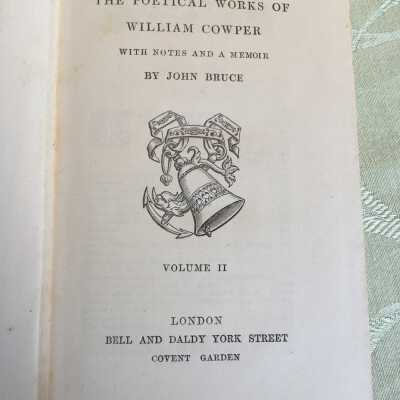 THE POETICAL WORKS OF
WILLIAM COWPER
WITH NOTES AND A MEMOIR
BY JOHN BRUCE
VOLUME II
LONDON
BELL AND DALDY YORK STREET
COVENT GARDEN